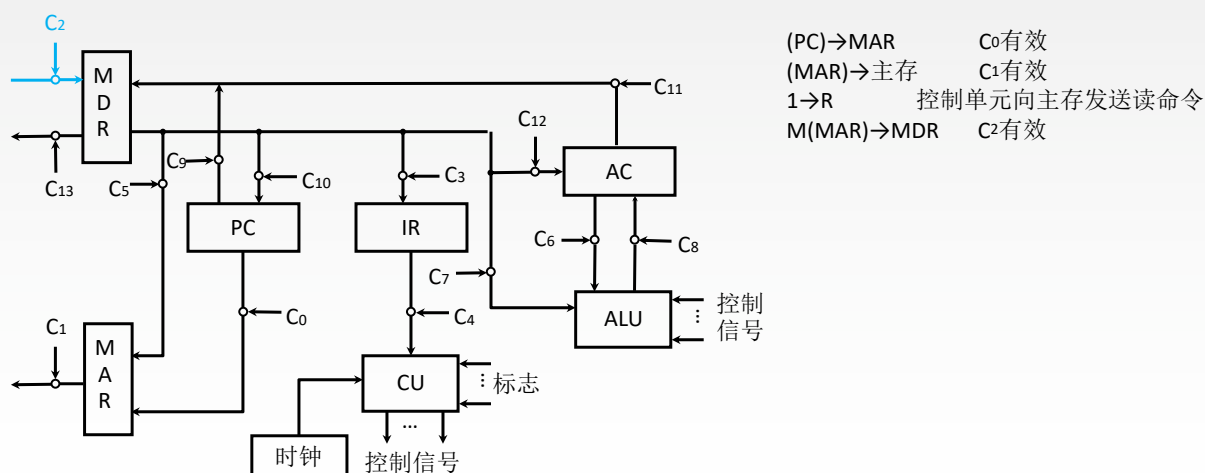 C2
M
D
R
C13
C5
C9
C10
C3
C12
C11
AC
PC
IR
C6
C8
C7
C0
C4
ALU
控制
⋮
信号
C1
M
A
R
CU
⋮ 标志
...
时钟
控制信号
(PC)→MAR C0有效
(MAR)→主存 C1有效
1→R 控制单元向主存发送读命令
M(MAR)→MDR C2有效